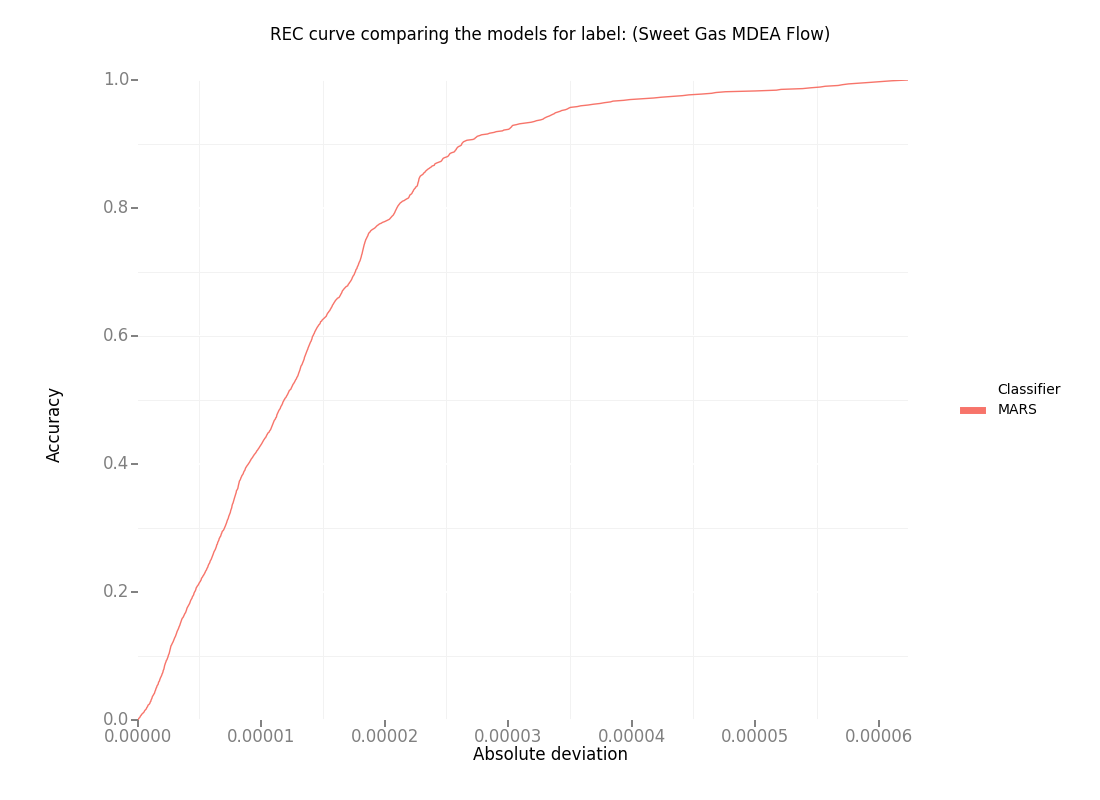 REC curve comparing the models for label: (Sweet Gas MDEA Flow)
1.0
0.8
0.6
0.4
0.2
0.0
Accuracy
0.00000 0.00001 0.00002 0.00003 0.00004 0.00005 0.00006
Absolute deviation
Classifier
MARS